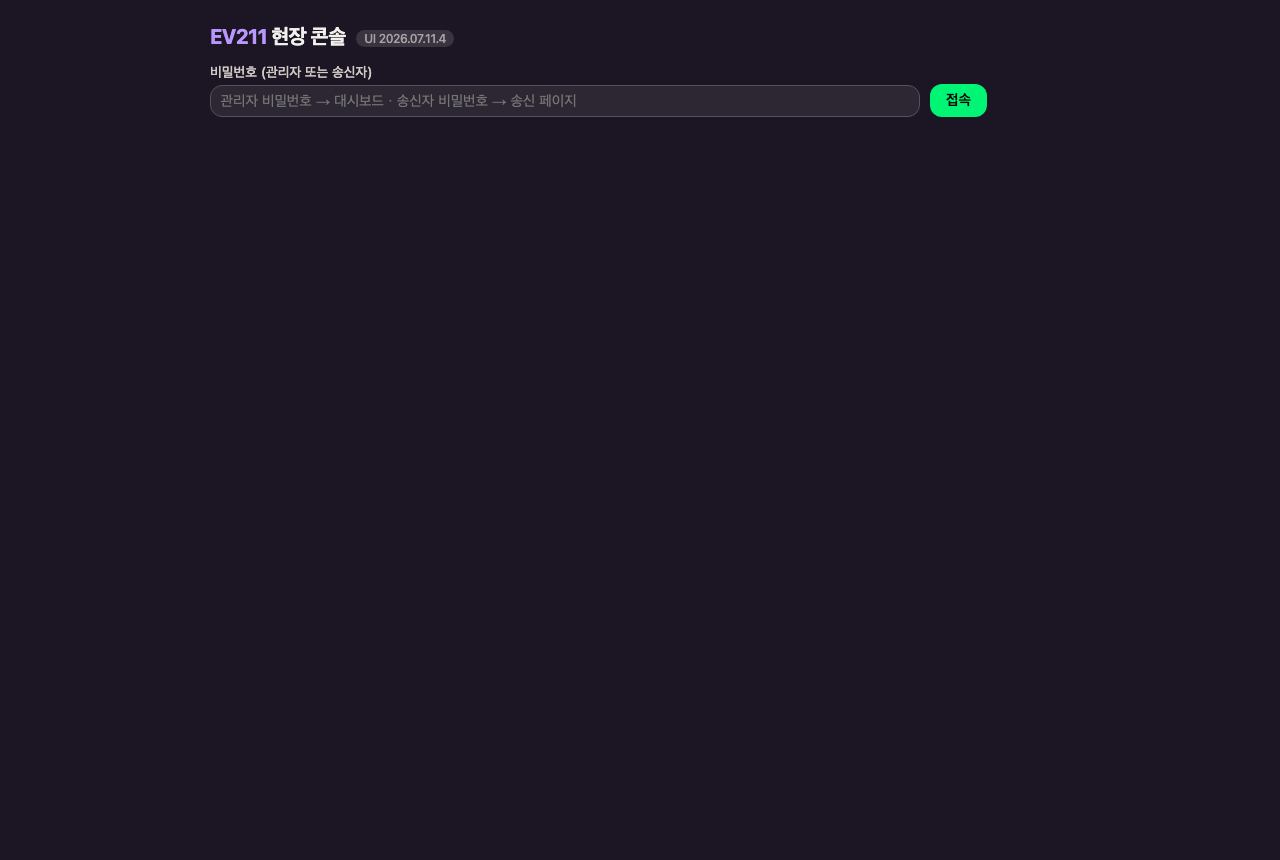 EV211 현장 콘솔 UI 2026.07.11.4
비밀번호 (관리자 또는 송신자)
관리자 비밀번호 → 대시보드 · 송신자 비밀번호 → 송신 페이지 접속